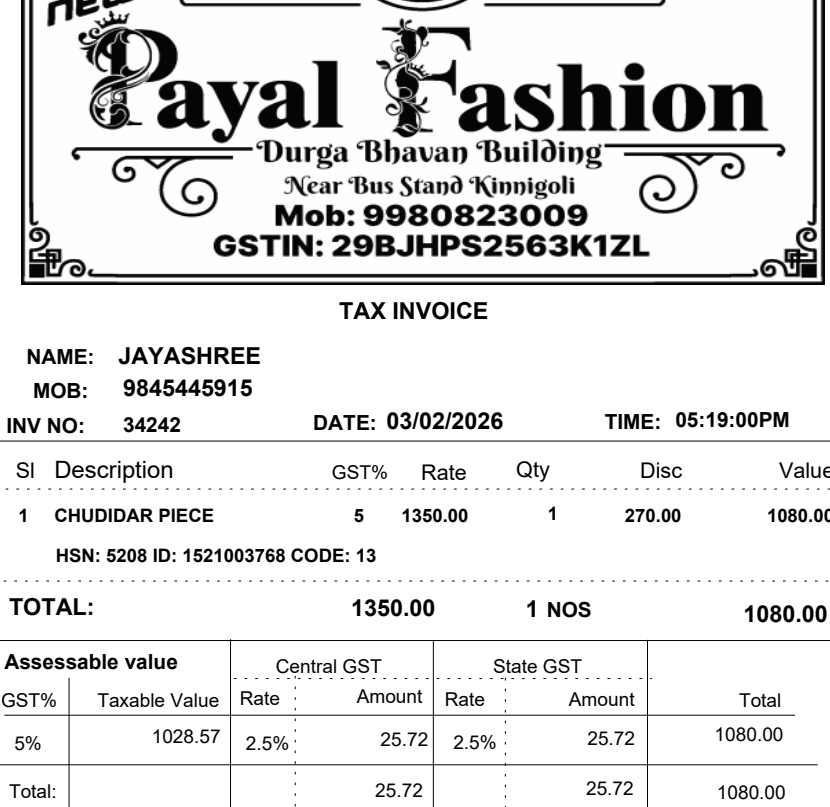 new
Payal Fashion
Durga Bhavan Building
Near Bus Stand Kinnigoli
Mob: 9980823009
GSTIN: 29BJHPS2563K1ZL
TAX INVOICE
NAME: JAYASHREE
MOB: 9845445915
INV NO: 34242 DATE: 03/02/2026 TIME: 05:19:00PM
Sl Description GST% Rate Qty Disc Value
1 CHUDIDAR PIECE 5 1350.00 1 270.00 1080.00
HSN: 5208 ID: 1521003768 CODE: 13
TOTAL: 1350.00 1 NOS 1080.00
Assessable value Central GST State GST
GST% Taxable Value Rate Amount Rate Amount Total
5% 1028.57 2.5% 25.72 2.5% 25.72 1080.00
Total: 25.72 25.72 1080.00